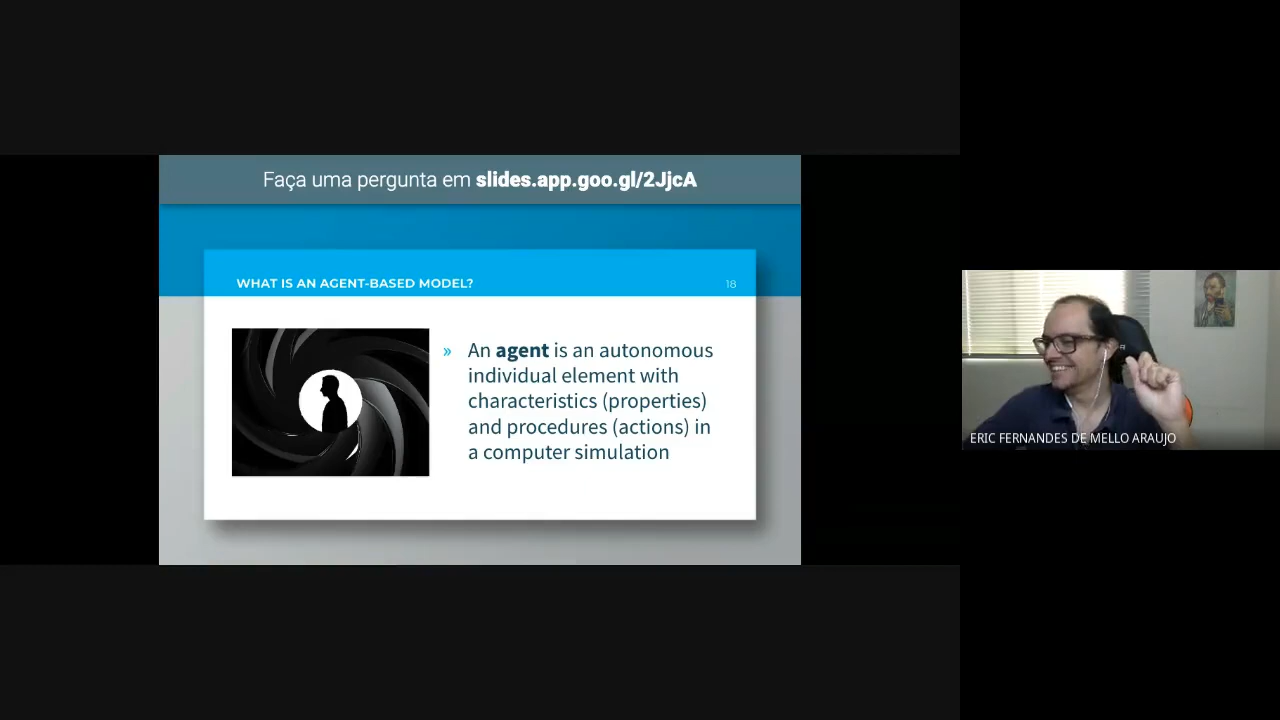 Faça uma pergunta em slides.app.goo.gl/2JjcA
WHAT IS AN AGENT-BASED MODEL?
18
» An agent is an autonomous
individual element with
characteristics (properties)
and procedures (actions) in
a computer simulation
ERIC FERNANDES DE MELLO ARAUJO